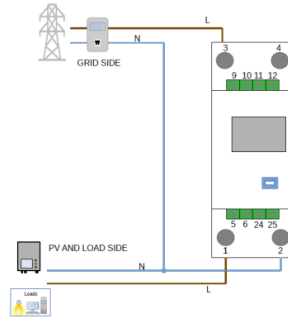 L
N
3 4
GRID SIDE
9 10 11 12
5 6 24 25
PV AND LOAD SIDE
1 2
N
L
Loads